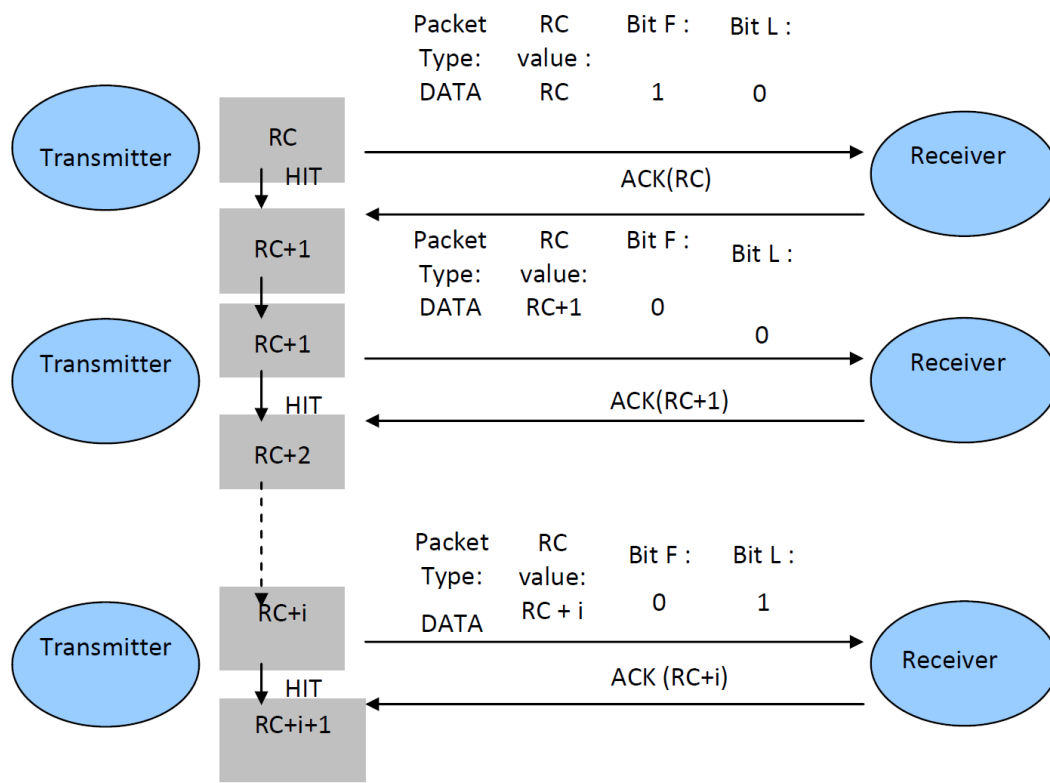 Packet RC Bit F : Bit L :
Type: value :
DATA RC 1 0
RC
Transmitter
Receiver
HIT
ACK(RC)
RC+1
Packet RC Bit F :
Bit L :
Type: value:
DATA RC+1 0
0
RC+1
Transmitter
Receiver
HIT
ACK(RC+1)
RC+2
Packet RC
Bit F : Bit L :
Type: value:
RC + i 0 1
DATA
RC+i
Transmitter
Receiver
HIT
ACK (RC+i)
RC+i+1